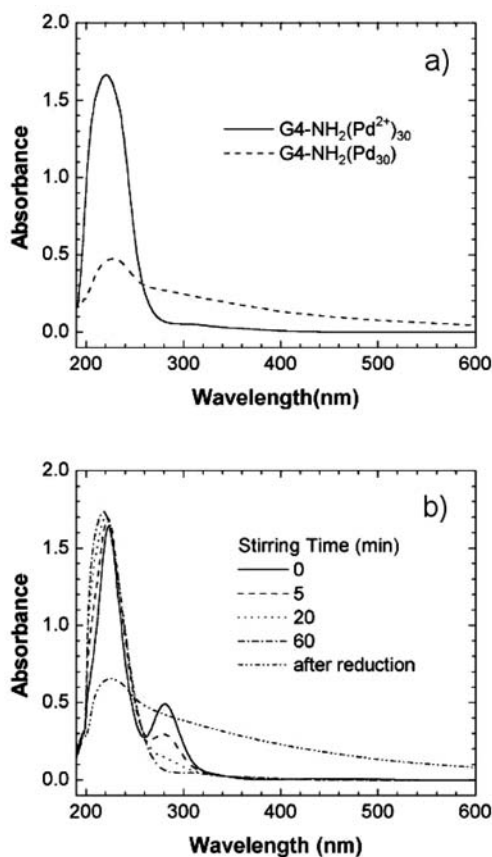 2.0
a)
G4-NH₂(Pd²⁺)₃₀
1.5
G4-NH₂(Pd₃₀)
Absorbance
1.0
0.5
0.0
200 300 400 500 600
Wavelength(nm)
2.0
b)
Stirring Time (min)
1.5
0
5
20
Absorbance
1.0
60
after reduction
0.5
0.0
200 300 400 500 600
Wavelength (nm)